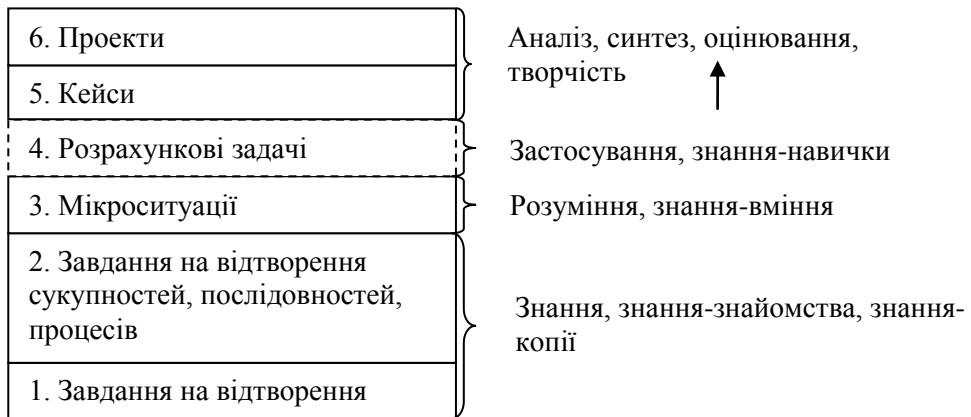 6. Проекти
Аналіз, синтез, оцінювання,
творчість
5. Кейси
4. Розрахункові задачі
Застосування, знання-навички
3. Мікроситуації
Розуміння, знання-вміння
2. Завдання на відтворення
сукупностей, послідовностей,
процесів
Знання, знання-знайомства, знання-
копії
1. Завдання на відтворення